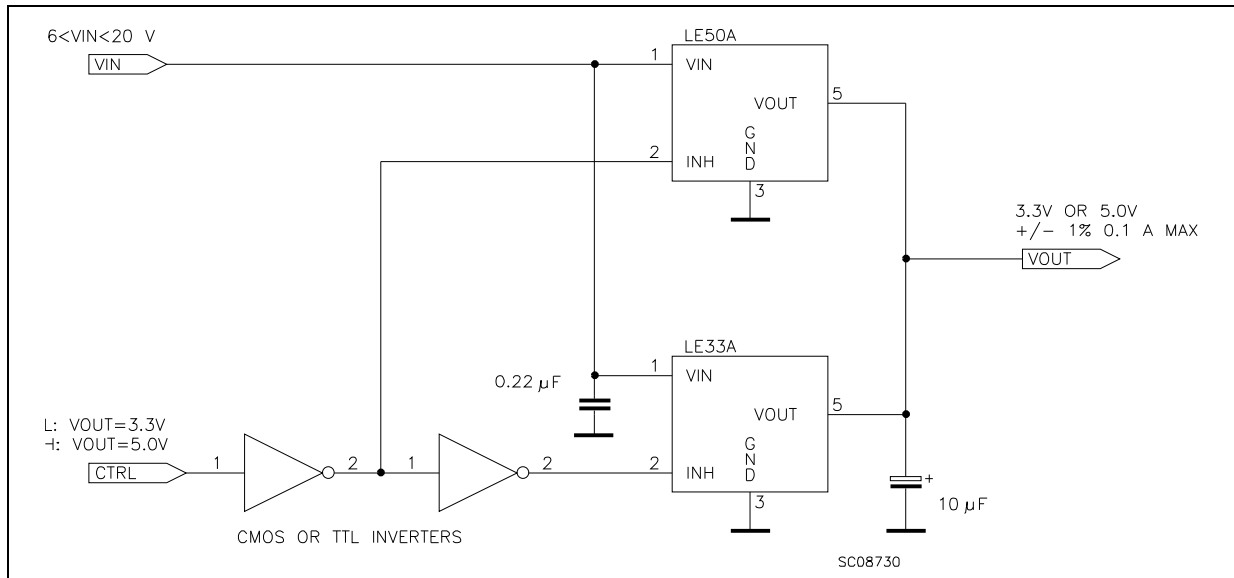 6<VIN<20 V
VIN
LE50A
1
VIN
VOUT
5
2
INH
GND
3
3.3V OR 5.0V
+/- 1% 0.1 A MAX
VOUT
LE33A
1
VIN
0.22 µF
VOUT
5
L: VOUT=3.3V
H: VOUT=5.0V
CTRL
1
2
1
2
2
INH
GND
3
+
10 µF
CMOS OR TTL INVERTERS
SC08730